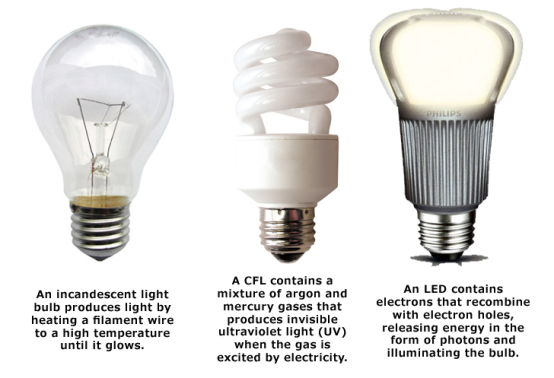 PHILIPS
An incandescent light
bulb produces light by
heating a filament wire
to a high temperature
until it glows.
A CFL contains a
mixture of argon and
mercury gases that
produces invisible
ultraviolet light (UV)
when the gas is
excited by electricity.
An LED contains
electrons that recombine
with electron holes,
releasing energy in the
form of photons and
illuminating the bulb.